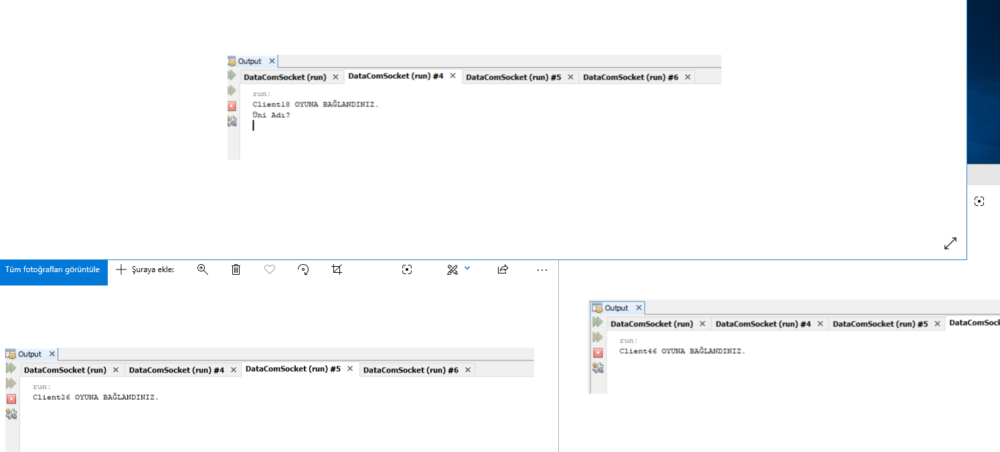 Output
DataComSocket (run) DataComSocket (run) #4 DataComSocket (run) #5 DataComSocket (run) #6
run:
Client18 OYUNA BAĞLANDINIZ.
Üni Adı?
Tüm fotoğrafları görüntüle Şuraya ekle:
Output
DataComSocket (run) DataComSocket (run) #4 DataComSocket (run) #5 DataComSocket (run) #6
run:
Client26 OYUNA BAĞLANDINIZ.
Output
DataComSocket (run) DataComSocket (run) #4 DataComSocket (run) #5 DataComSock
run:
Client46 OYUNA BAĞLANDINIZ.